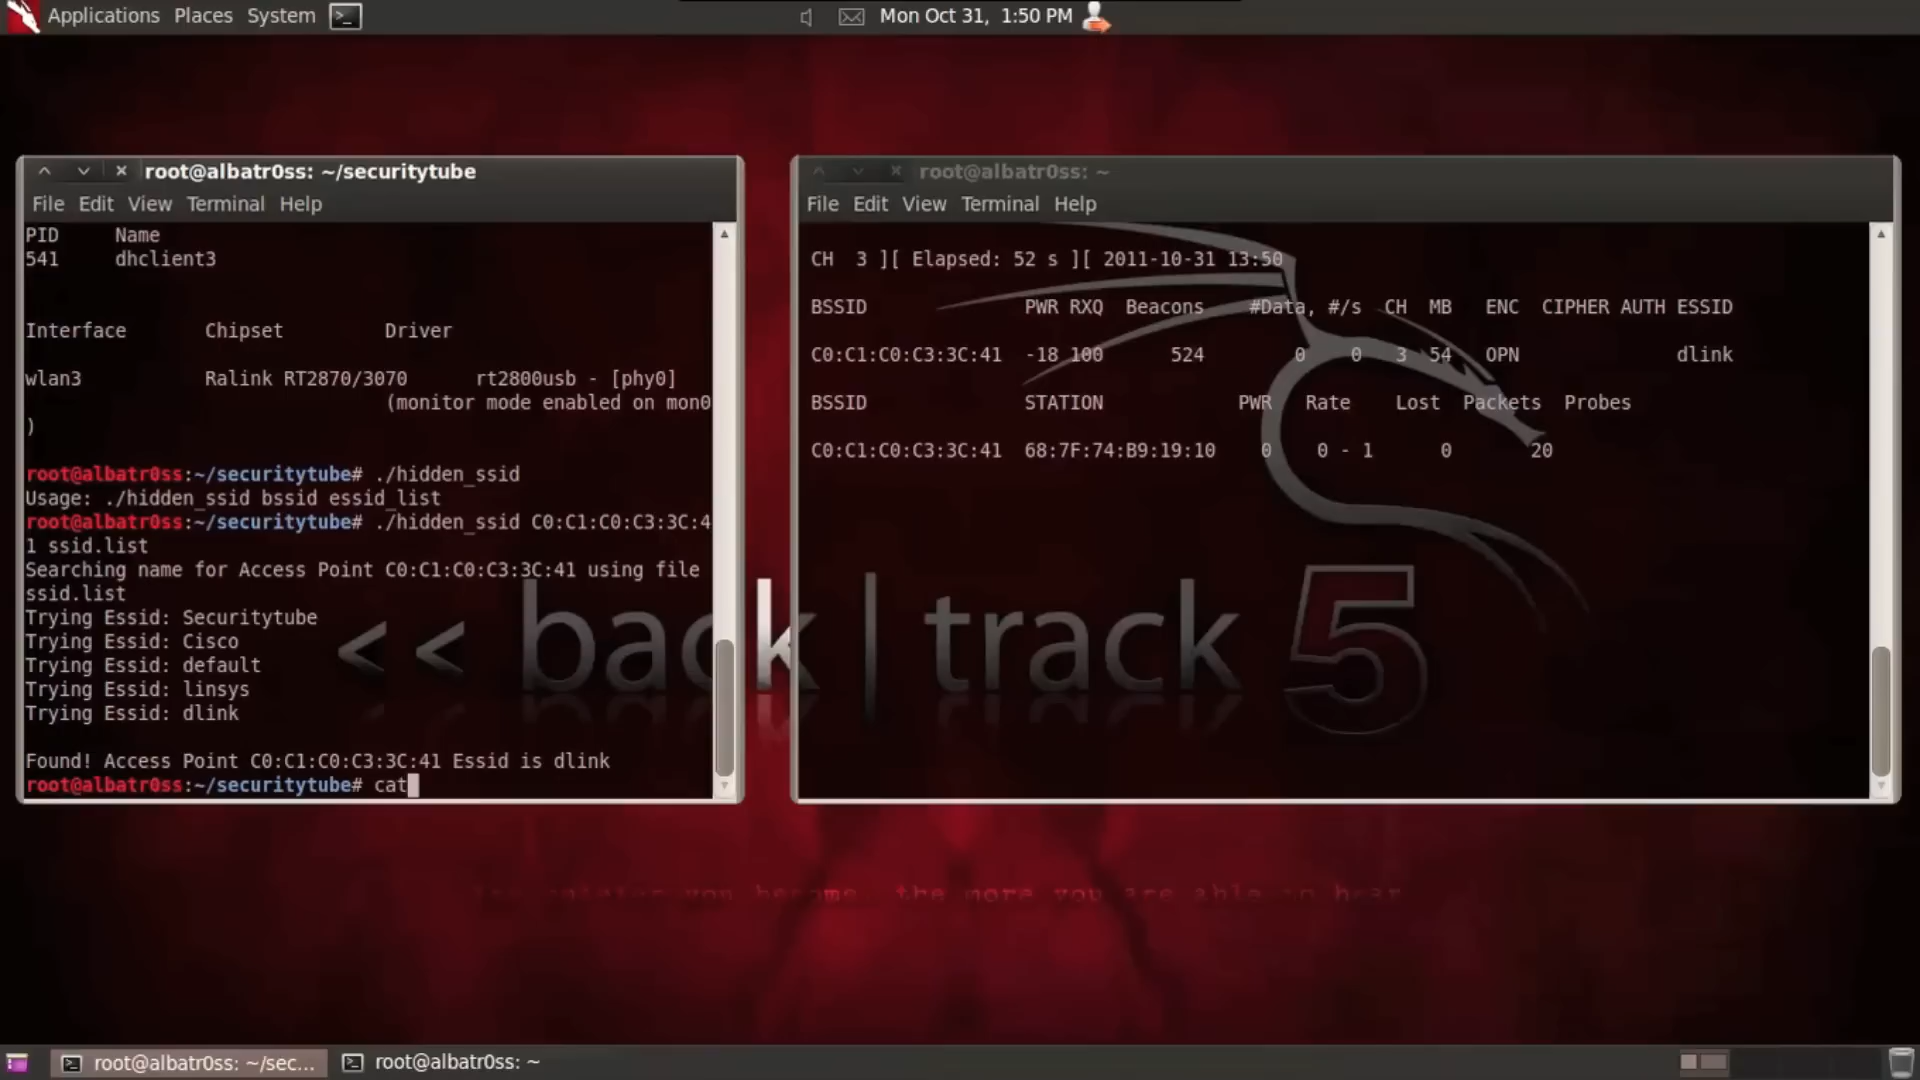 Applications Places System
Mon Oct 31, 1:50 PM
root@albatr0ss: ~/securitytube
File Edit View Terminal Help
PID Name
541 dhclient3
Interface Chipset Driver
wlan3 Ralink RT2870/3070 rt2800usb - [phy0]
(monitor mode enabled on mon0
)
root@albatr0ss:~/securitytube# ./hidden_ssid
Usage: ./hidden_ssid bssid essid_list
root@albatr0ss:~/securitytube# ./hidden_ssid C0:C1:C0:C3:3C:4
1 ssid.list
Searching name for Access Point C0:C1:C0:C3:3C:41 using file
ssid.list
Trying Essid: Securitytube
Trying Essid: Cisco
Trying Essid: default
Trying Essid: linsys
Trying Essid: dlink
Found! Access Point C0:C1:C0:C3:3C:41 Essid is dlink
root@albatr0ss:~/securitytube# cat
root@albatr0ss: ~
File Edit View Terminal Help
CH 3 ][ Elapsed: 52 s ][ 2011-10-31 13:50
BSSID PWR RXQ Beacons #Data, #/s CH MB ENC CIPHER AUTH ESSID
C0:C1:C0:C3:3C:41 -18 100 524 0 0 3 54 OPN dlink
BSSID STATION PWR Rate Lost Packets Probes
C0:C1:C0:C3:3C:41 68:7F:74:B9:19:10 0 0 - 1 0 20
<< back | track 5
become, the more you are able to hear
root@albatr0ss: ~/sec...
root@albatr0ss: ~